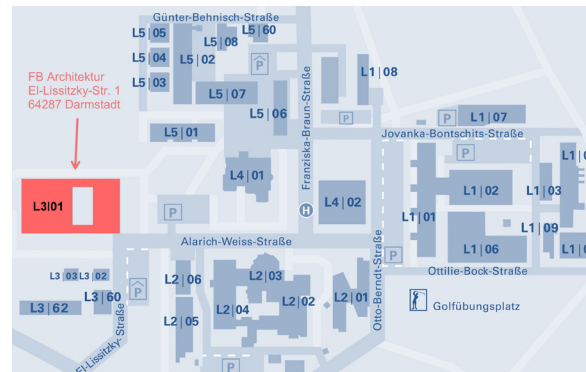 Günter-Behnisch-Straße
L5 | 05
L5 | 60
L5 | 08
L5 | 04
L5 | 02
P
L5 | 03
L1 | 08
FB Architektur
El-Lissitzky-Str. 1
64287 Darmstadt
L5 | 07
L5 | 06
Franziska-Braun-Straße
P
P
L1 | 07
L5 | 01
Jovanka-Bontschits-Straße
P
L4 | 01
L1 | 02
L1 | 03
L3|01
P
H
L4 | 02
L1 | 01
L1 | 09
Alarich-Weiss-Straße
P
L1 | 06
Otto-Berndt-Straße
Ottilie-Bock-Straße
L3 | 03
L3 | 02
P
L2 | 06
L2 | 03
L3 | 62
L3 | 60
L2 | 04
L2 | 02
L2 | 01
Golfübungsplatz
L2 | 05
El-Lissitzky-Straße
P